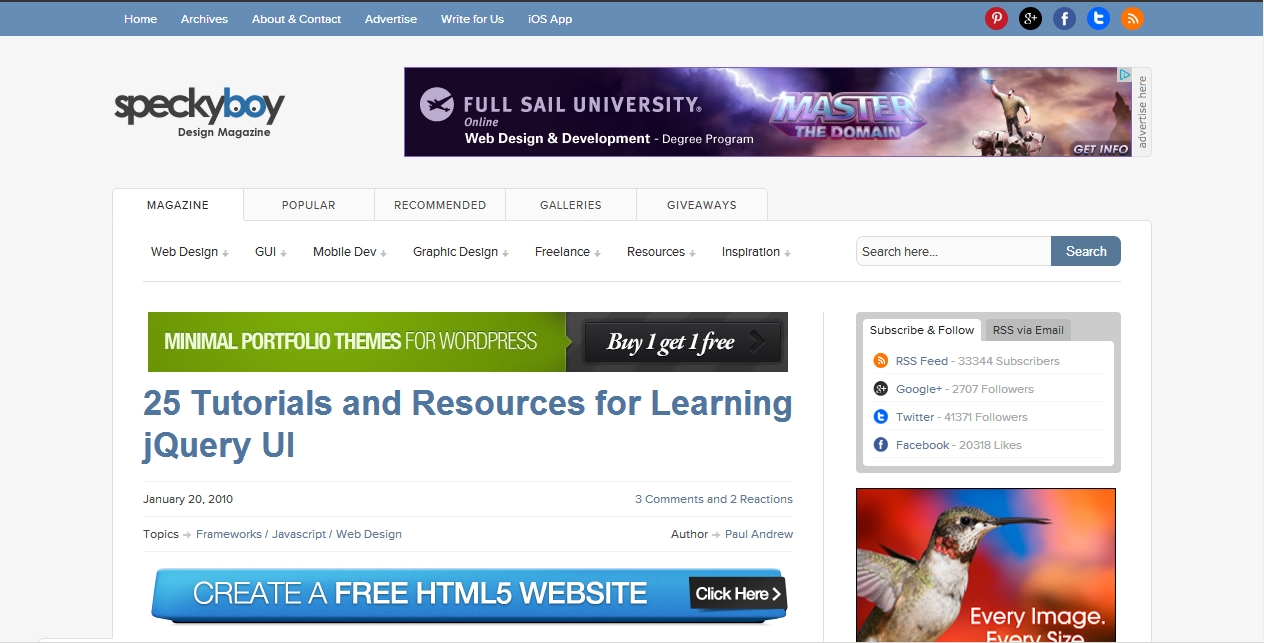 Home Archives About & Contact Advertise Write for Us iOS App
speckyboy
Design Magazine
FULL SAIL UNIVERSITY®
Online
Web Design & Development - Degree Program
MASTER
THE DOMAIN
GET INFO
advertise here
MAGAZINE POPULAR RECOMMENDED GALLERIES GIVEAWAYS
Web Design GUI Mobile Dev Graphic Design Freelance Resources Inspiration
Search here... Search
MINIMAL PORTFOLIO THEMES FOR WORDPRESS Buy 1 get 1 free
25 Tutorials and Resources for Learning
jQuery UI
January 20, 2010 3 Comments and 2 Reactions
Topics Frameworks / Javascript / Web Design Author Paul Andrew
CREATE A FREE HTML5 WEBSITE Click Here
Subscribe & Follow RSS via Email
RSS Feed - 33344 Subscribers
Google+ - 2707 Followers
Twitter - 41371 Followers
Facebook - 20318 Likes
Every Image.
Every Size